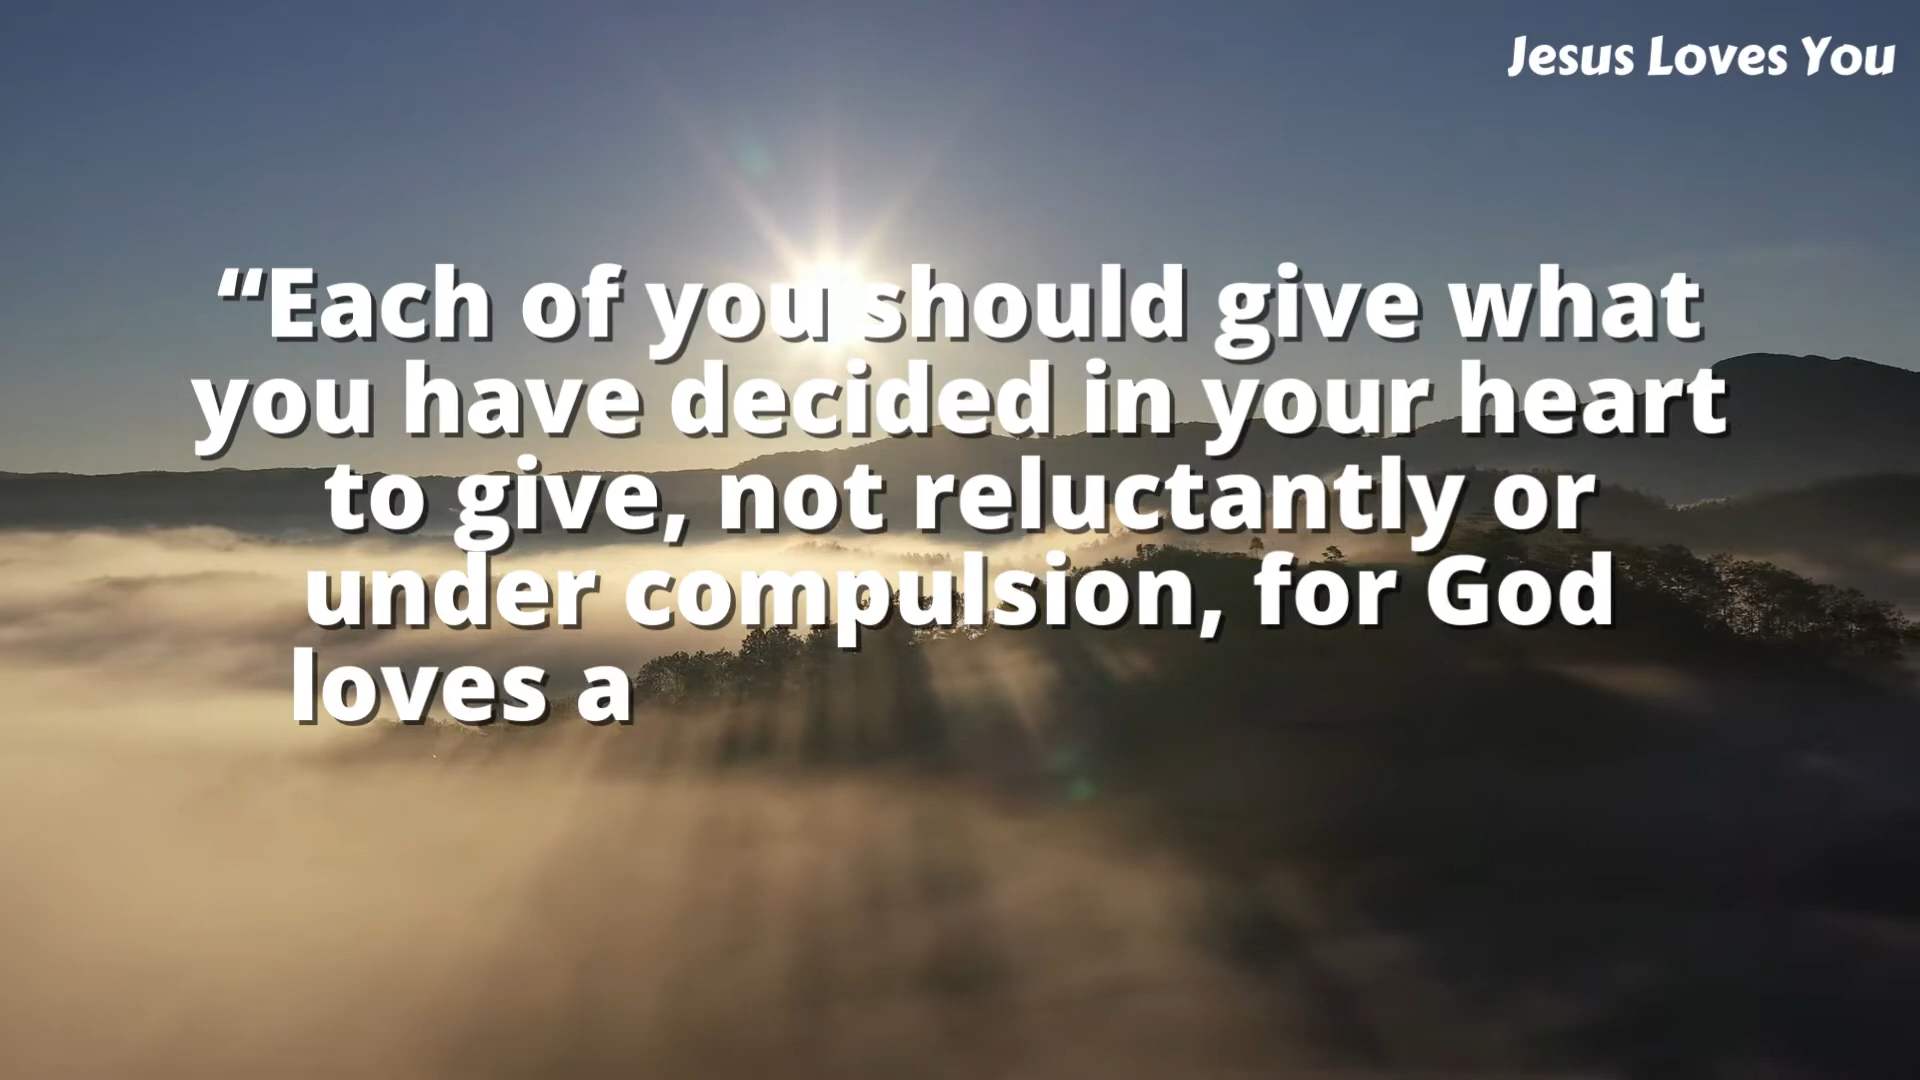 Jesus Loves You
“Each of you should give what
you have decided in your heart
to give, not reluctantly or
under compulsion, for God
loves a